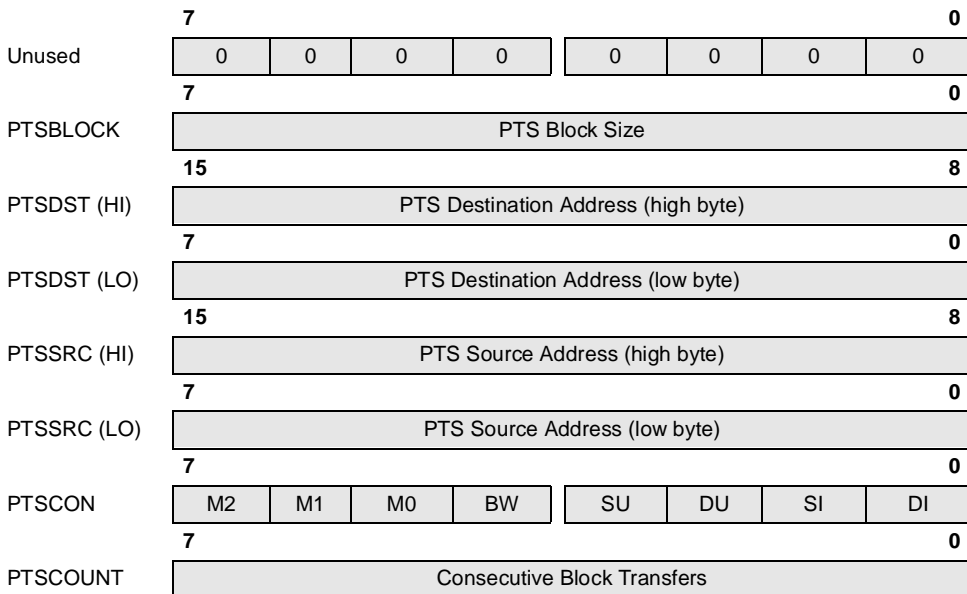 7 0
Unused 0 0 0 0 0 0 0 0
7 0
PTSBLOCK PTS Block Size
15 8
PTSDST (HI) PTS Destination Address (high byte)
7 0
PTSDST (LO) PTS Destination Address (low byte)
15 8
PTSSRC (HI) PTS Source Address (high byte)
7 0
PTSSRC (LO) PTS Source Address (low byte)
7 0
PTSCON M2 M1 M0 BW SU DU SI DI
7 0
PTSCOUNT Consecutive Block Transfers